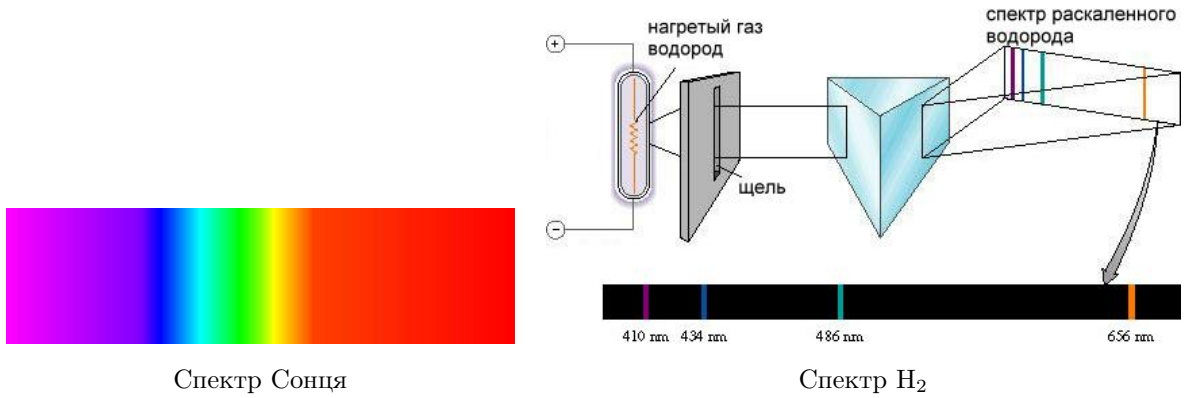 нагретый газ
водород
спектр раскаленного
водорода
+
щель
−
410 nm 434 nm 486 nm 656 nm
Спектр Сонця
Спектр H₂